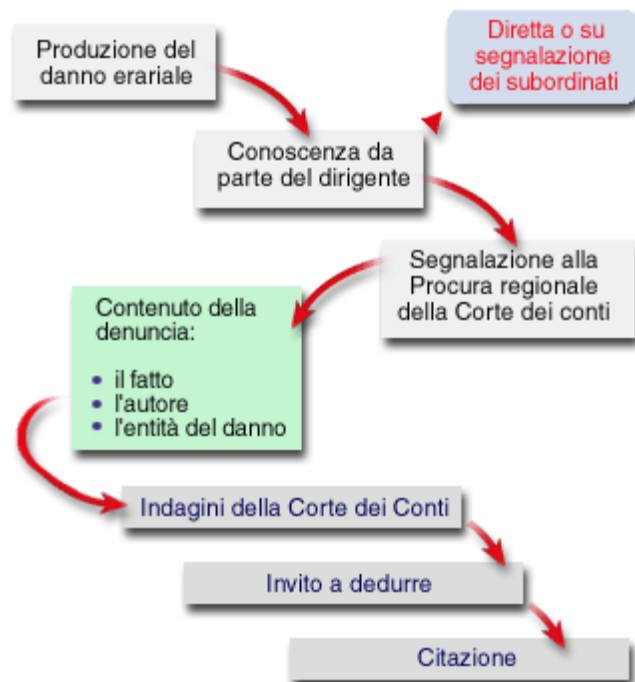 Produzione del
danno erariale
Diretta o su
segnalazione
dei subordinati
Conoscenza da
parte del dirigente
Segnalazione alla
Procura regionale
della Corte dei conti
Contenuto della
denuncia:
• il fatto
• l'autore
• l'entità del danno
Indagini della Corte dei Conti
Invito a dedurre
Citazione